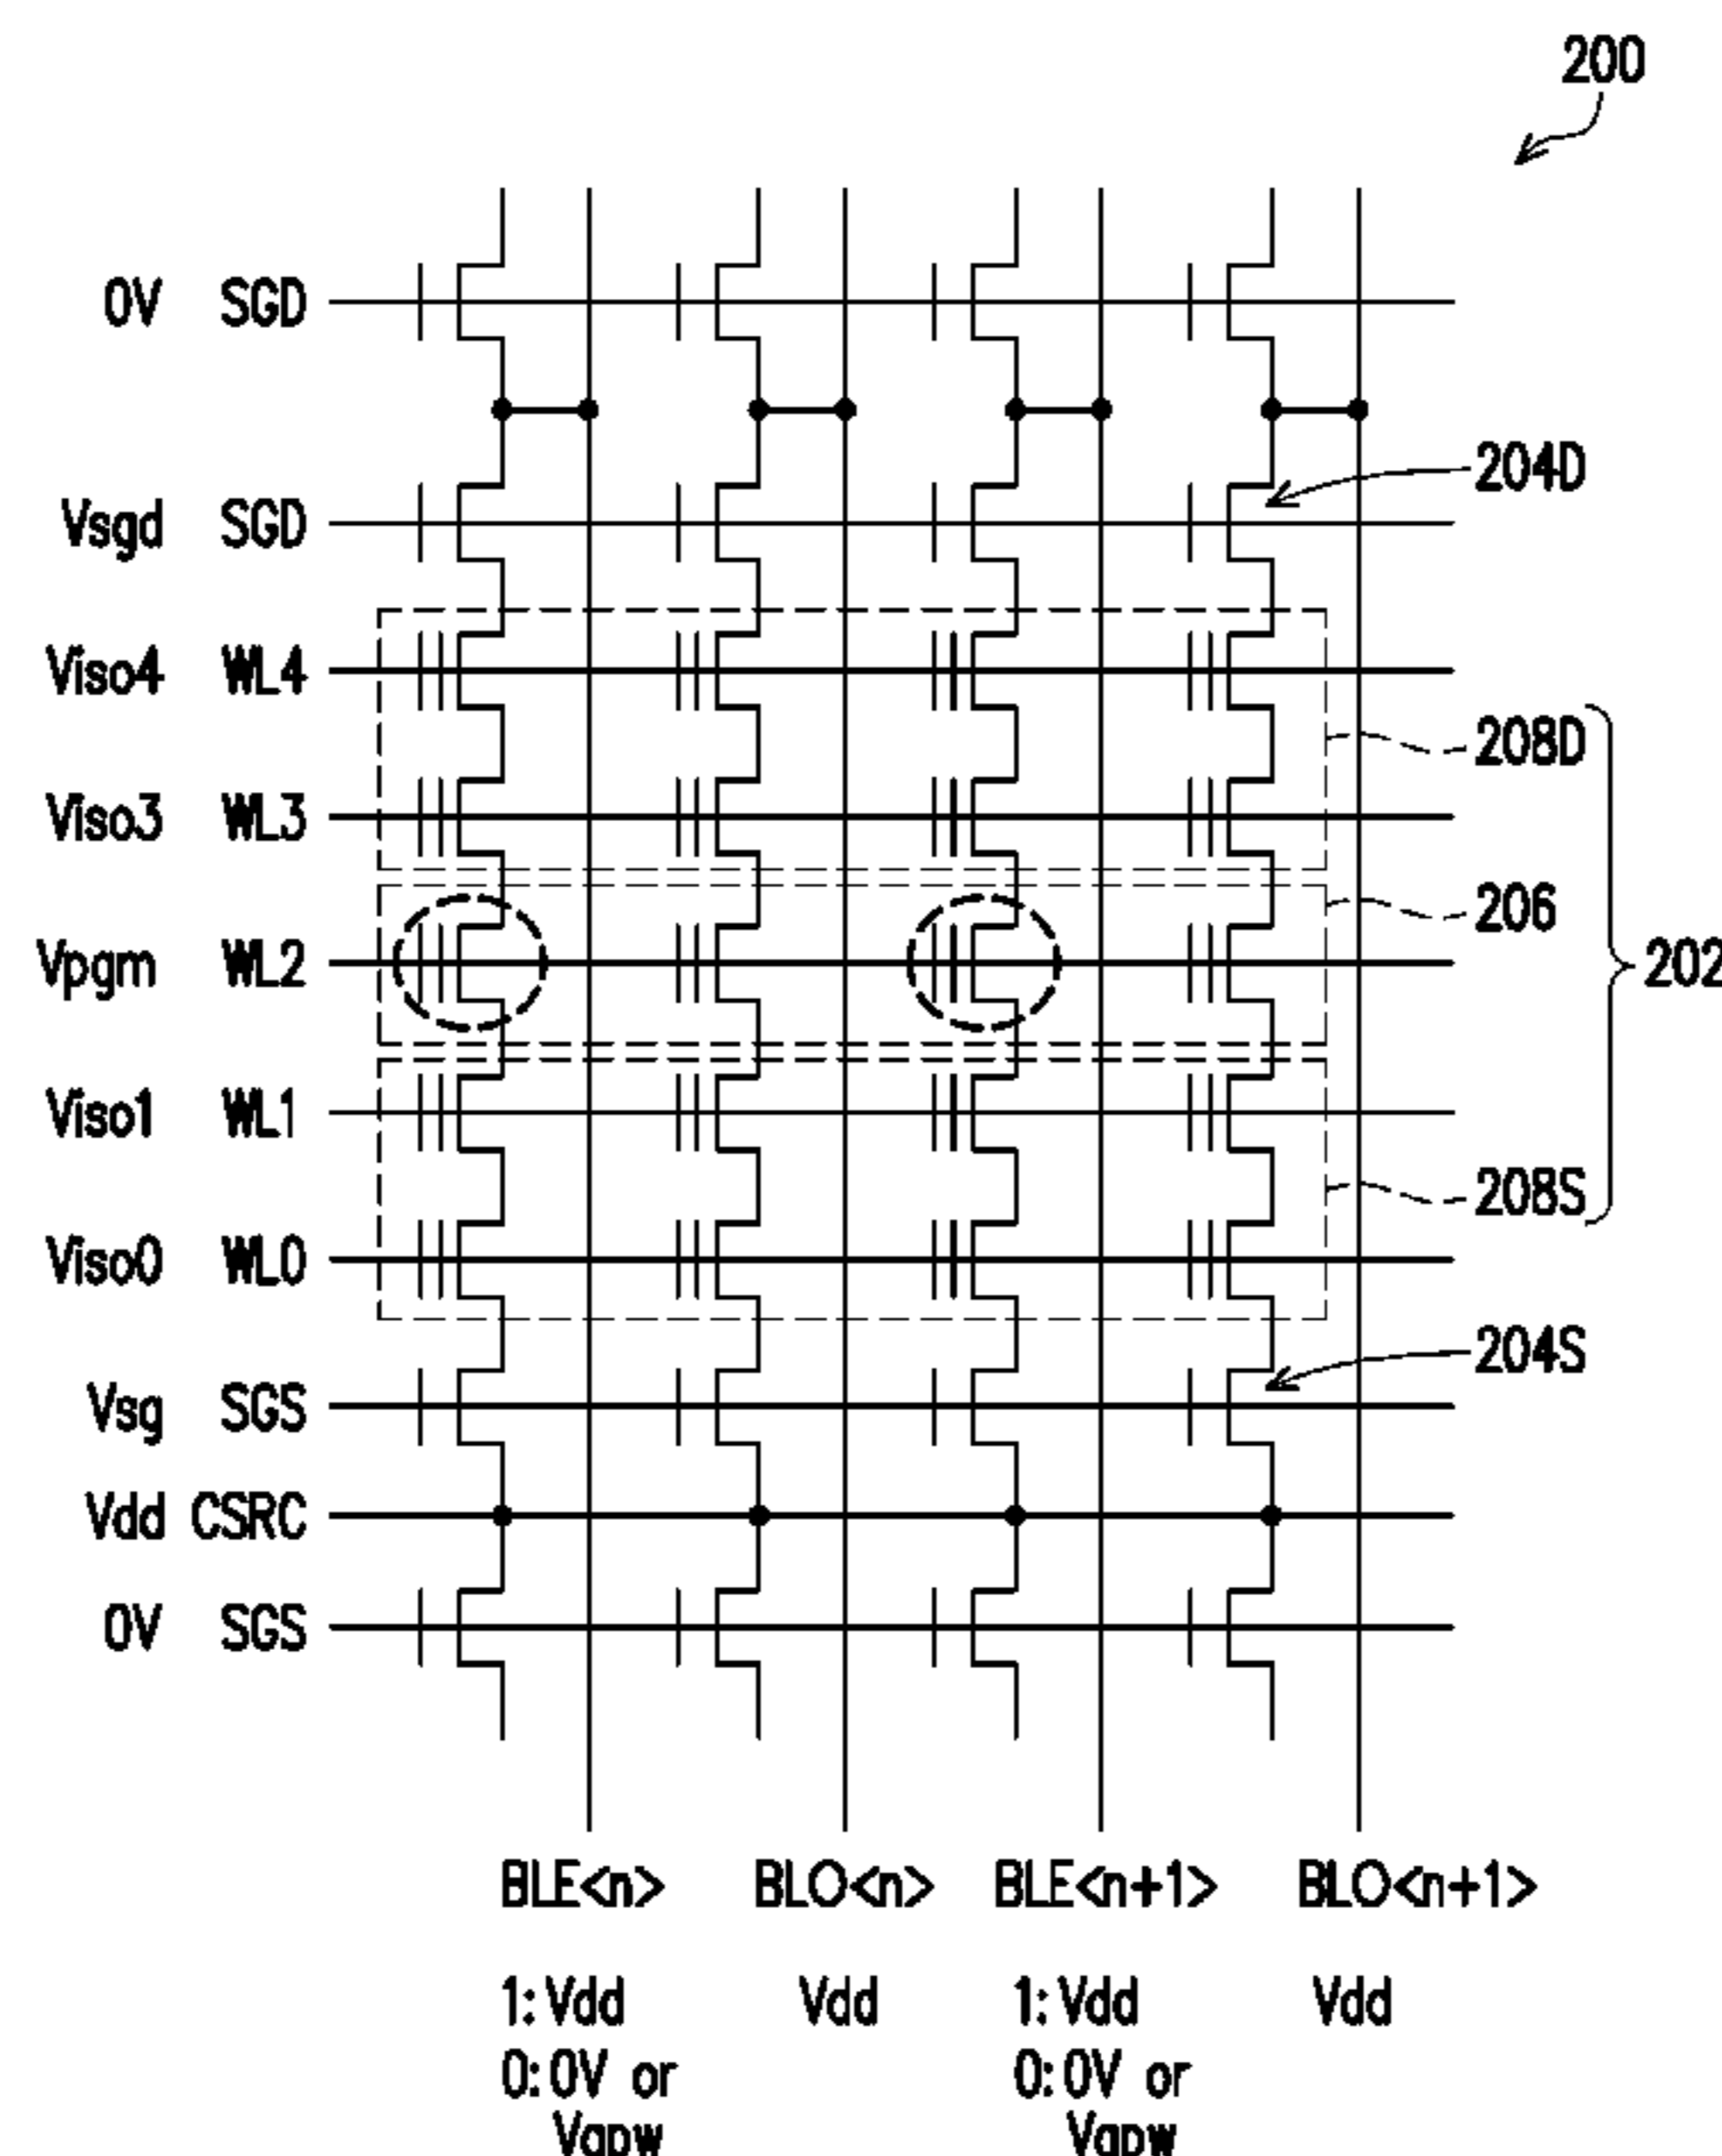 200
0V SGD
204D
Vsgd SGD
Viso4 WL4
208D
Viso3 WL3
206
Vpgm WL2
202
Viso1 WL1
208S
Viso0 WL0
204S
Vsg SGS
Vdd CSRC
0V SGS
BLE<n> BLO<n> BLE<n+1> BLO<n+1>
1: Vdd Vdd 1: Vdd Vdd
0: 0V or 0: 0V or